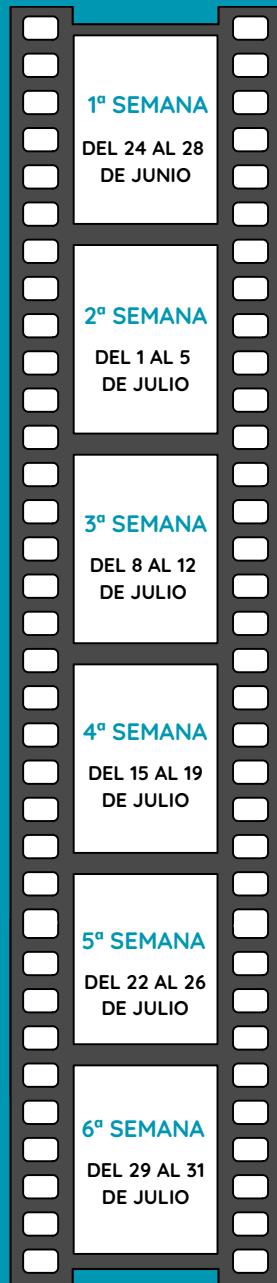 1ª SEMANA
DEL 24 AL 28
DE JUNIO
2ª SEMANA
DEL 1 AL 5
DE JULIO
3ª SEMANA
DEL 8 AL 12
DE JULIO
4ª SEMANA
DEL 15 AL 19
DE JULIO
5ª SEMANA
DEL 22 AL 26
DE JULIO
6ª SEMANA
DEL 29 AL 31
DE JULIO